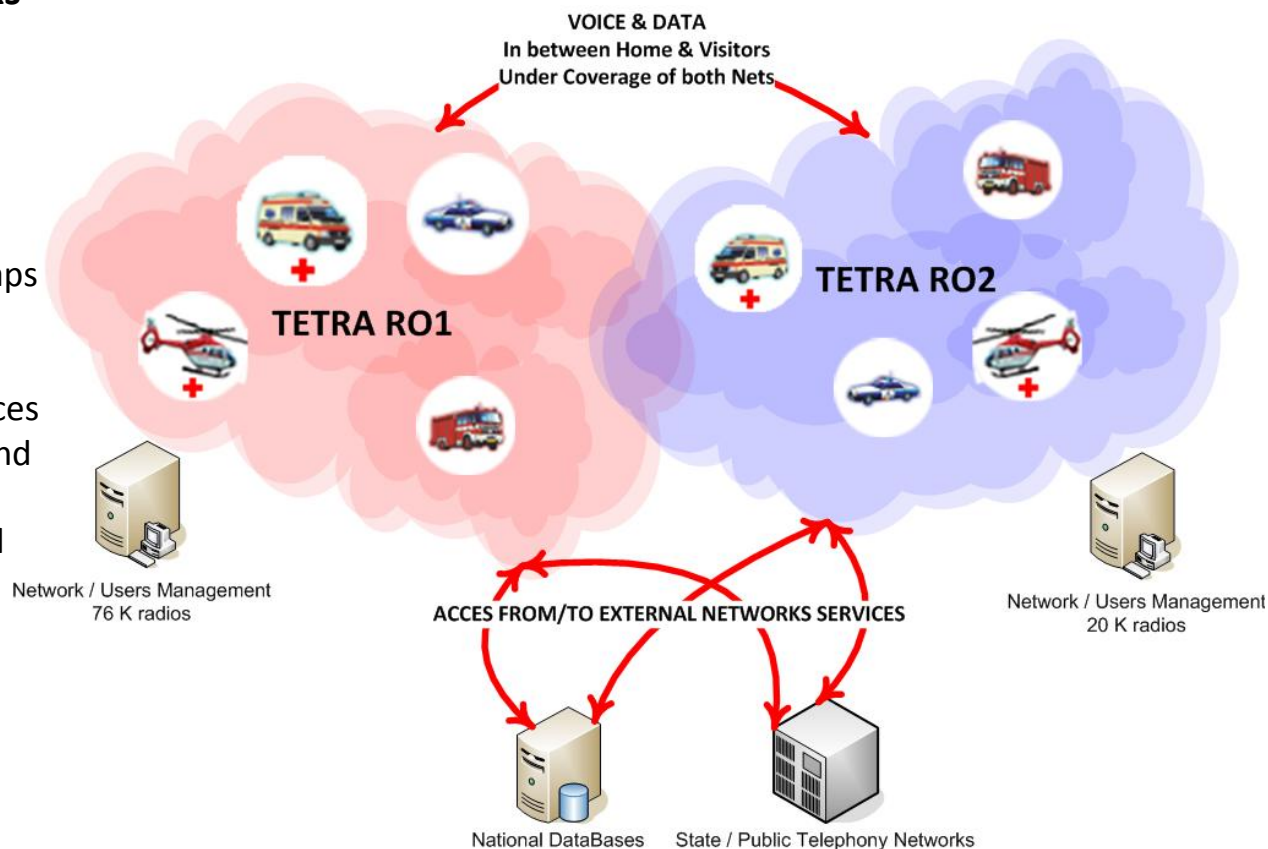 VOICE & DATA
In between Home & Visitors
Under Coverage of both Nets
TETRA RO1
TETRA RO2
ces
nd
Network / Users Management
76 K radios
Network / Users Management
20 K radios
ACCES FROM/TO EXTERNAL NETWORKS SERVICES
National DataBases
State / Public Telephony Networks